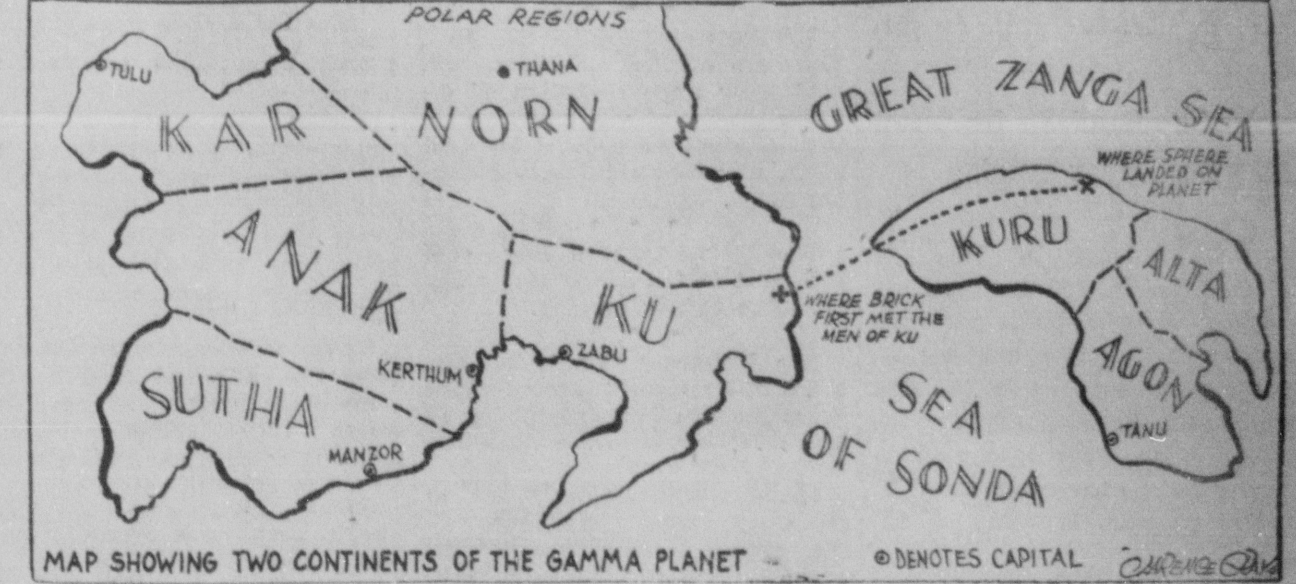 POLAR REGIONS
TULU
THANA
KAR
NORN
GREAT ZANGA SEA
WHERE SPHERE
LANDED ON
PLANET
ANAK
KURU
ALTA
KU
WHERE BRICK
FIRST MET THE
MEN OF KU
ZABU
KERTHUM
AGON
SUTHA
SEA
OF SONDA
MANZOR
TANU
MAP SHOWING TWO CONTINENTS OF THE GAMMA PLANET
DENOTES CAPITAL